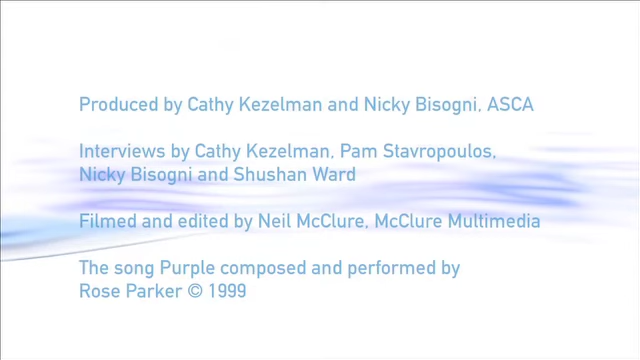 Produced by Cathy Kezelman and Nicky Bisogni, ASCA
Interviews by Cathy Kezelman, Pam Stavropoulos,
Nicky Bisogni and Shushan Ward
Filmed and edited by Neil McClure, McClure Multimedia
The song Purple composed and performed by
Rose Parker © 1999